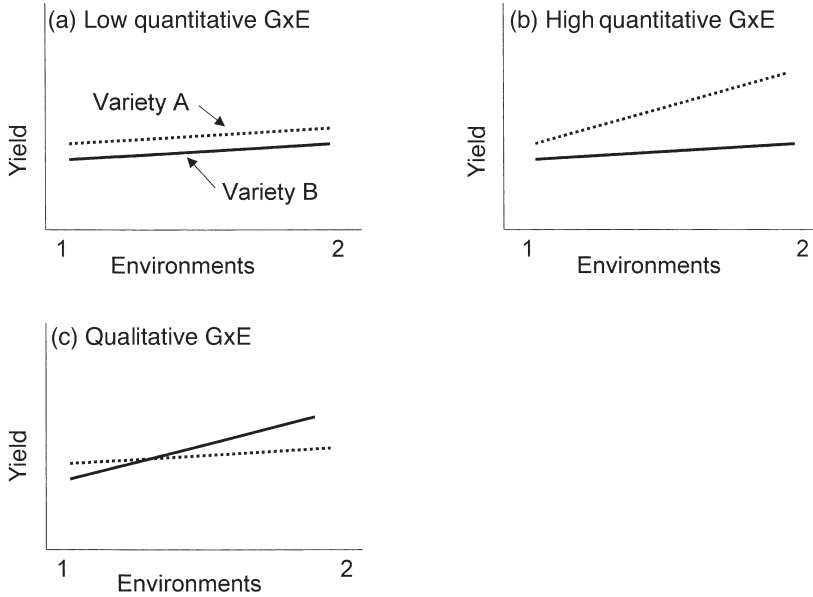 (a) Low quantitative GxE
Variety A
Variety B
Yield
1
2
Environments
(b) High quantitative GxE
Yield
1
2
Environments
(c) Qualitative GxE
Yield
1
2
Environments